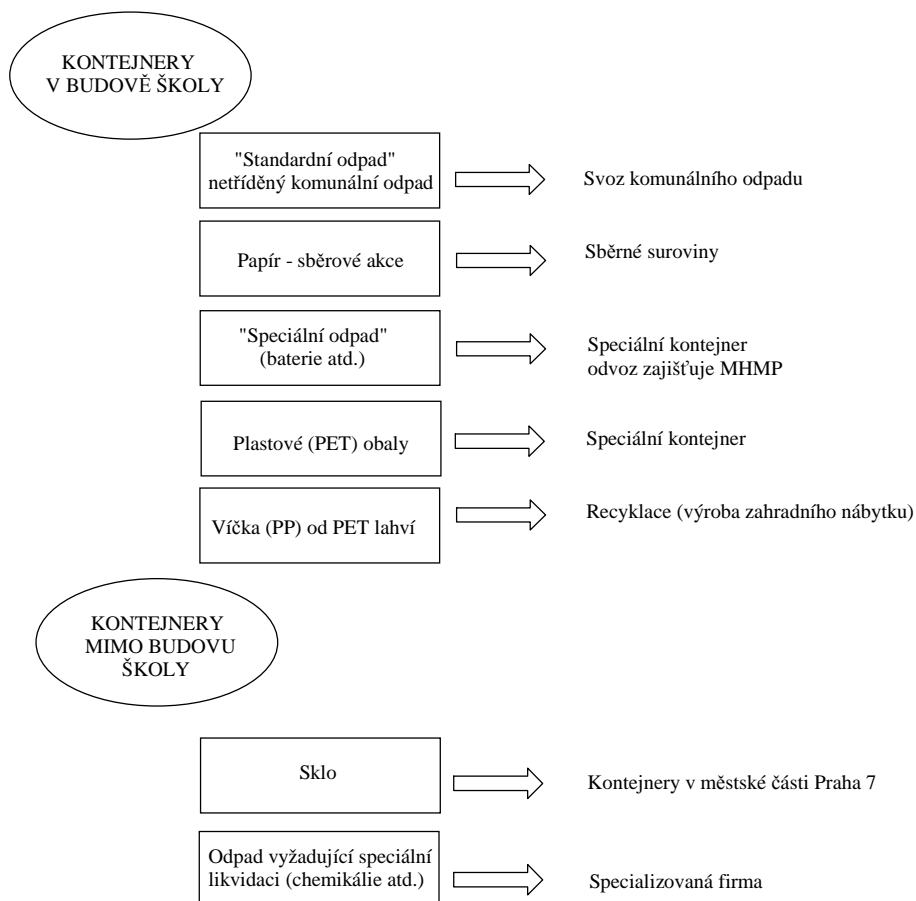 KONTEJNERY
V BUDOVĚ ŠKOLY
"Standardní odpad"
netříděný komunální odpad
Svoz komunálního odpadu
Papír - sběrové akce
Sběrné suroviny
"Speciální odpad"
(baterie atd.)
Speciální kontejner
odvoz zajišťuje MHMP
Plastové (PET) obaly
Speciální kontejner
Víčka (PP) od PET lahví
Recyklace (výroba zahradního nábytku)
KONTEJNERY
MIMO BUDOVU
ŠKOLY
Sklo
Kontejnery v městské části Praha 7
Odpad vyžadující speciální
likvidaci (chemikálie atd.)
Specializovaná firma